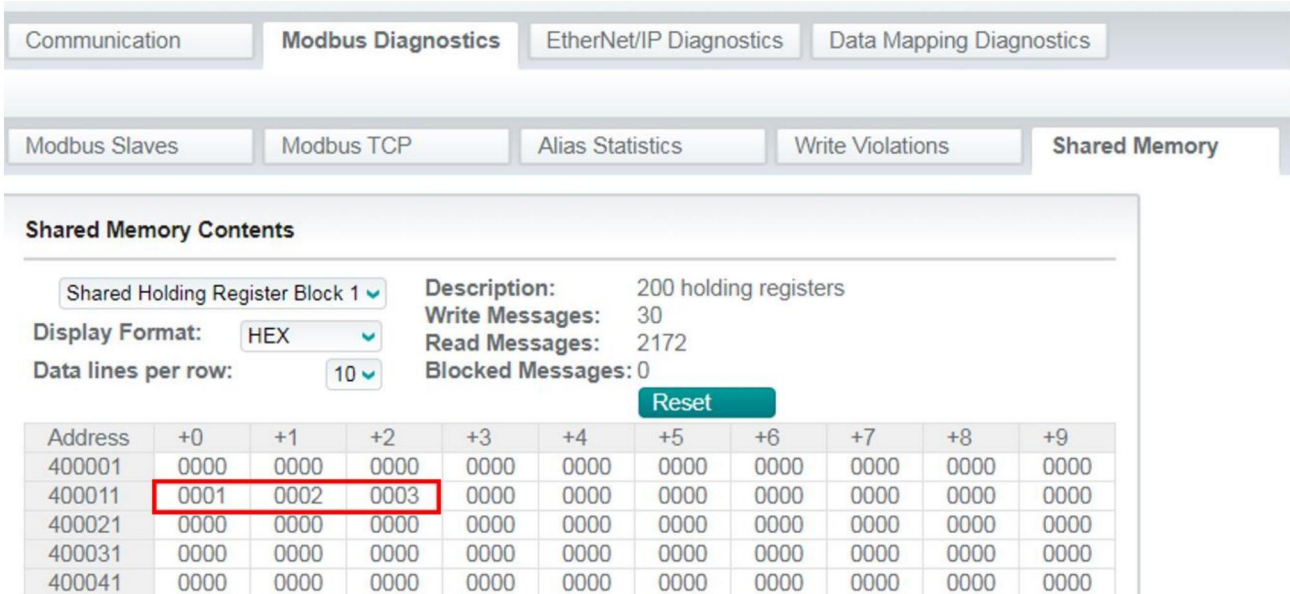 Communication Modbus Diagnostics EtherNet/IP Diagnostics Data Mapping Diagnostics
Modbus Slaves Modbus TCP Alias Statistics Write Violations Shared Memory
Shared Memory Contents
Shared Holding Register Block 1 Description: 200 holding registers
Write Messages: 30
Display Format: HEX Read Messages: 2172
Data lines per row: 10 Blocked Messages: 0
Reset
Address +0 +1 +2 +3 +4 +5 +6 +7 +8 +9
400001 0000 0000 0000 0000 0000 0000 0000 0000 0000 0000
400011 0001 0002 0003 0000 0000 0000 0000 0000 0000 0000
400021 0000 0000 0000 0000 0000 0000 0000 0000 0000 0000
400031 0000 0000 0000 0000 0000 0000 0000 0000 0000 0000
400041 0000 0000 0000 0000 0000 0000 0000 0000 0000 0000